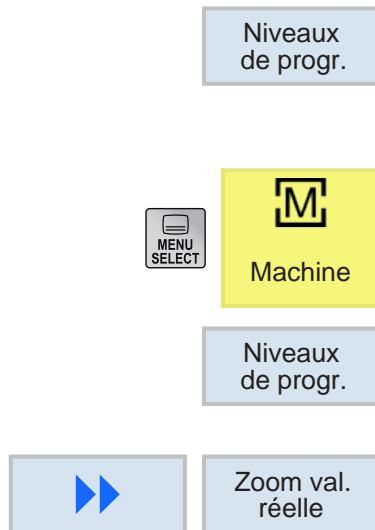 Niveaux
de progr.
M
MENU
SELECT
Machine
Niveaux
de progr.
Zoom val.
réelle